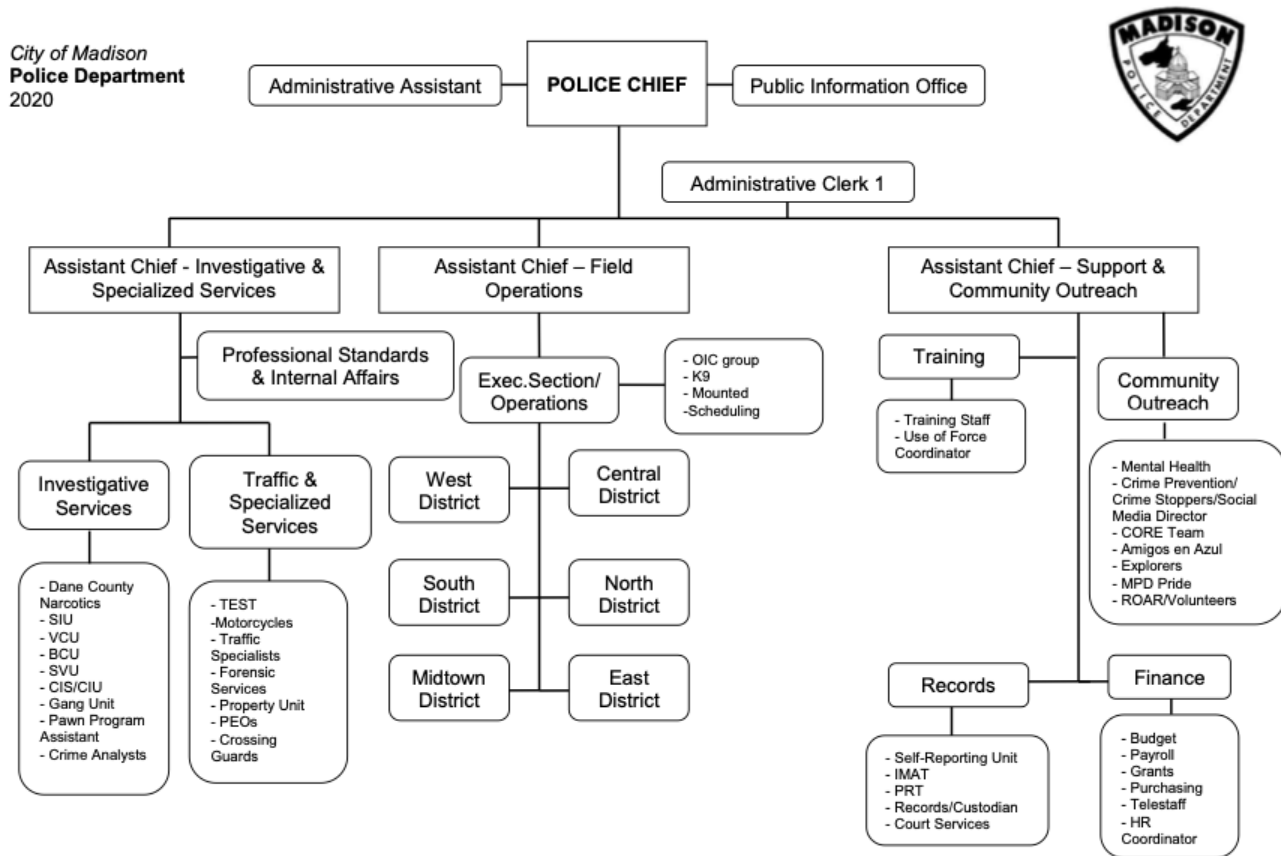 City of Madison
Police Department
2020
Administrative Assistant
POLICE CHIEF
Public Information Office
MADISON
POLICE DEPARTMENT
Administrative Clerk 1
Assistant Chief - Investigative &
Specialized Services
Assistant Chief – Field
Operations
Assistant Chief – Support &
Community Outreach
Professional Standards
& Internal Affairs
Exec.Section/
Operations
- OIC group
- K9
- Mounted
-Scheduling
Training
- Training Staff
- Use of Force
Coordinator
Community
Outreach
- Mental Health
- Crime Prevention/
Crime Stoppers/Social
Media Director
- CORE Team
- Amigos en Azul
- Explorers
- MPD Pride
- ROAR/Volunteers
Investigative
Services
Traffic &
Specialized
Services
West
District
Central
District
South
District
North
District
Midtown
District
East
District
- Dane County
Narcotics
- SIU
- VCU
- BCU
- SVU
- CIS/CIU
- Gang Unit
- Pawn Program
Assistant
- Crime Analysts
- TEST
-Motorcycles
- Traffic
Specialists
- Forensic
Services
- Property Unit
- PEOs
- Crossing
Guards
Records
- Self-Reporting Unit
- IMAT
- PRT
- Records/Custodian
- Court Services
Finance
- Budget
- Payroll
- Grants
- Purchasing
- Telestaff
- HR
Coordinator